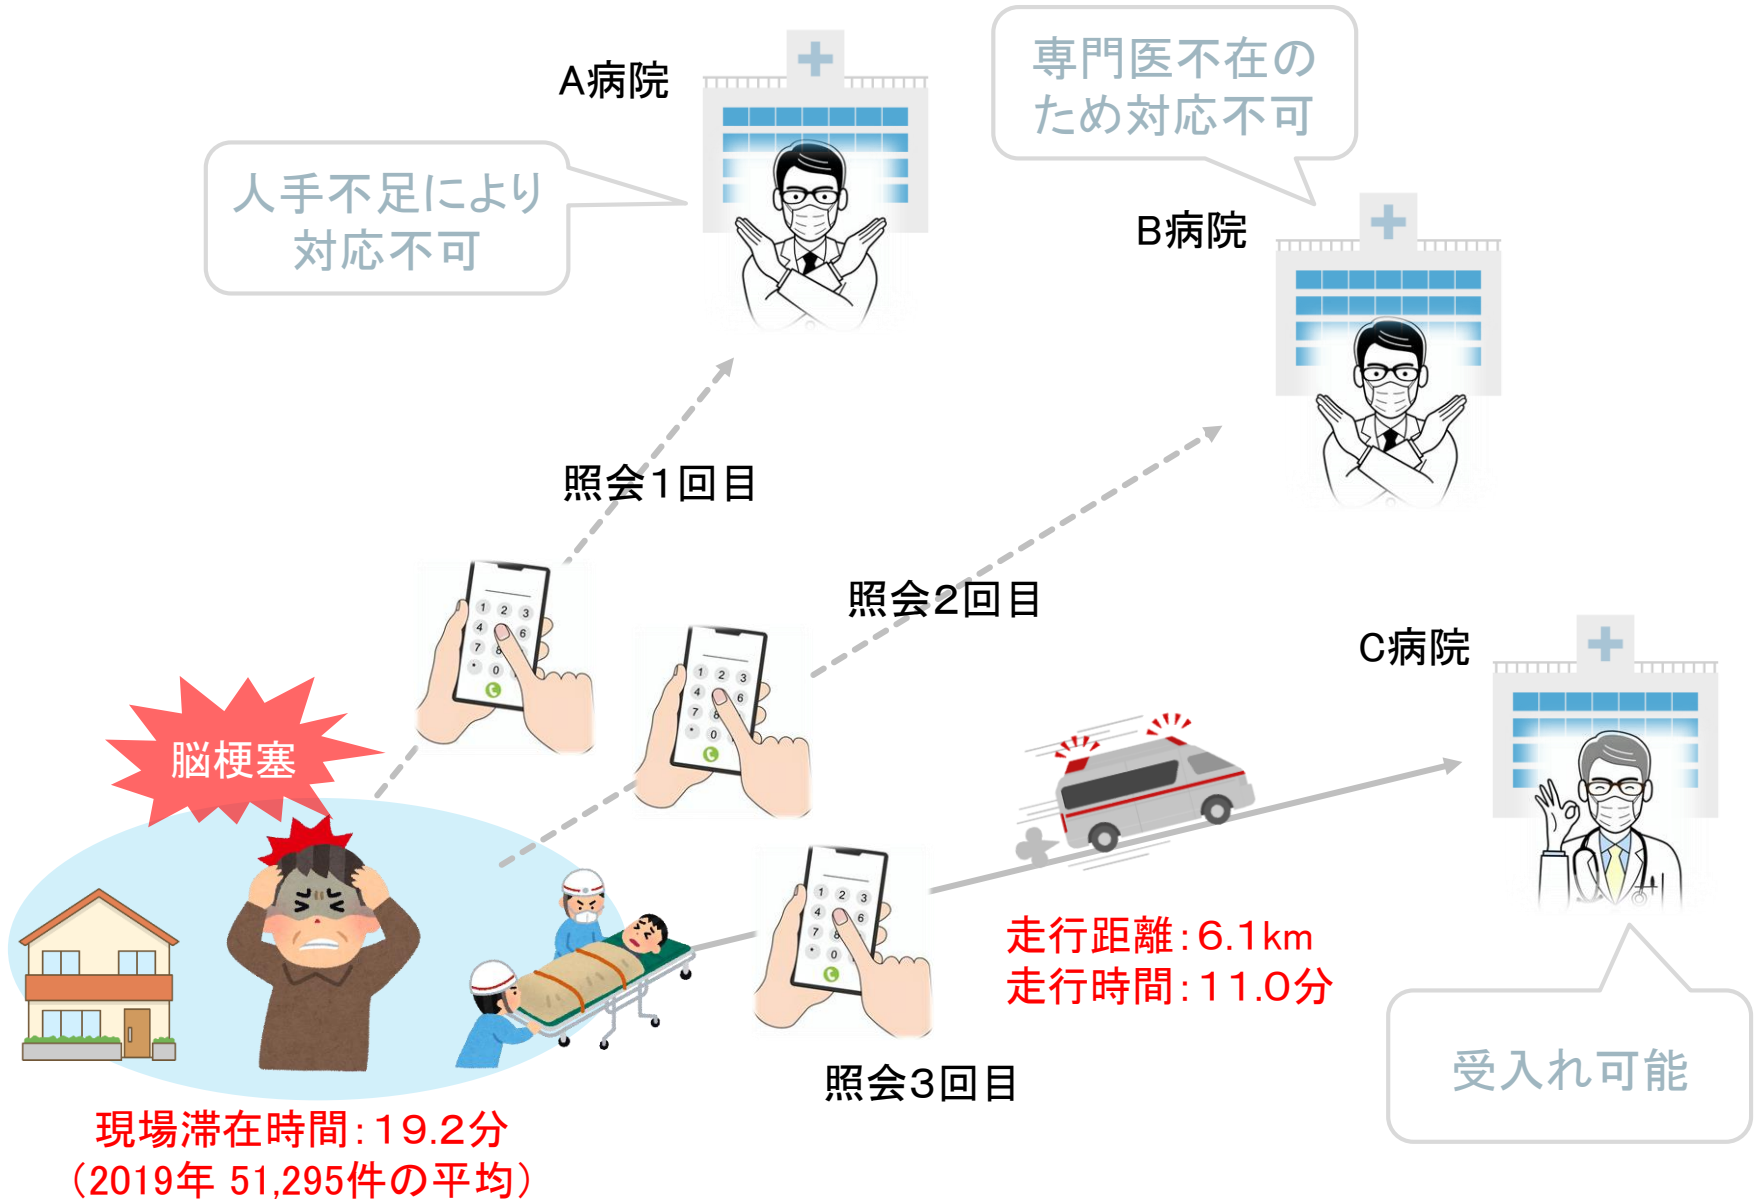 A病院
人手不足により
対応不可
専門医不在の
ため対応不可
B病院
照会1回目
照会2回目
C病院
脳梗塞
走行距離：6.1km
走行時間：11.0分
受入れ可能
照会3回目
現場滞在時間：19.2分
（2019年 51,295件の平均）